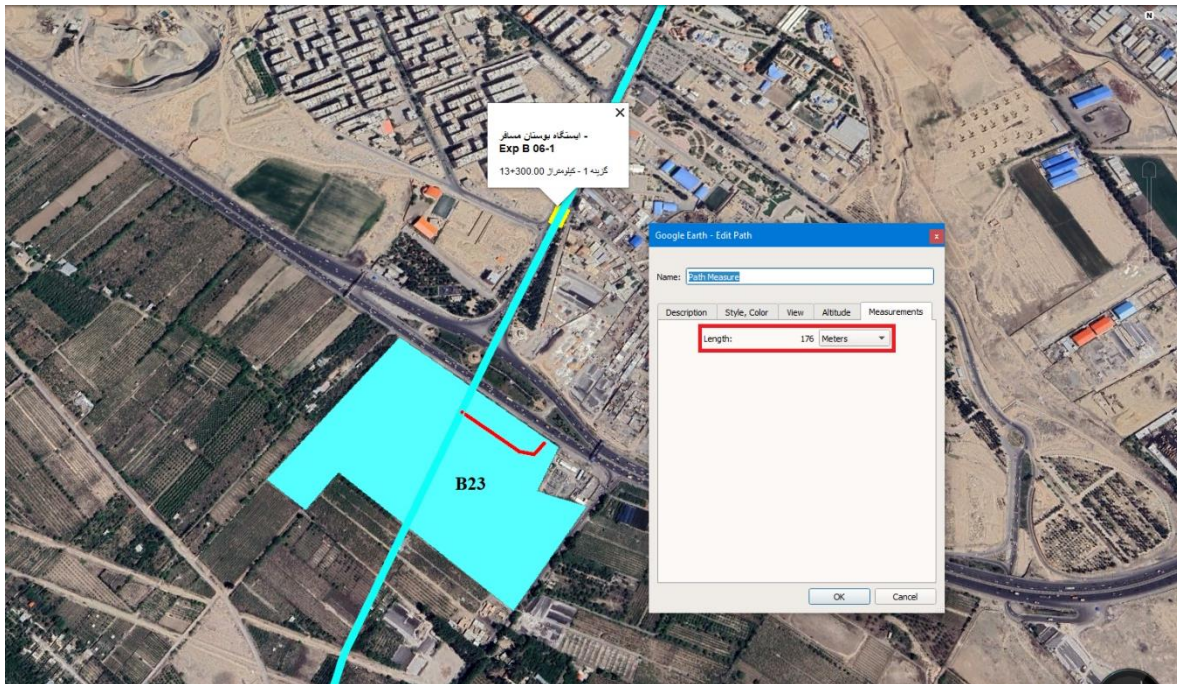 N
- ایستگاه بوستان مسافر
Exp B 06-1
گزینه 1 - کیلومتراژ 13+300.00
Google Earth - Edit Path
x
Name: Path Measure
Description Style, Color View Altitude Measurements
Length: 176 Meters
B23
OK Cancel